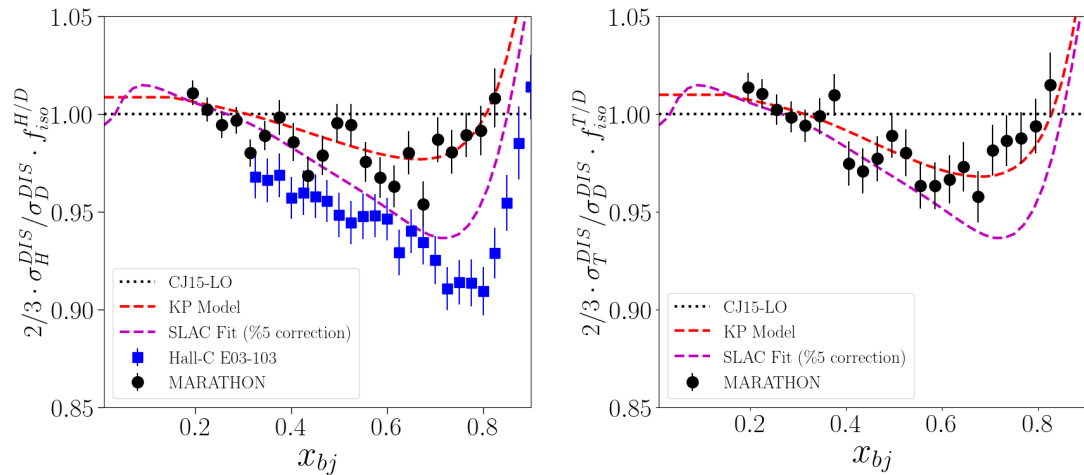 1.05
1.00
0.95
0.90
0.85
2/3 · σ_H^{DIS}/σ_D^{DIS} · f_{iso}^{H/D}
CJ15-LO
KP Model
SLAC Fit (%5 correction)
Hall-C E03-103
MARATHON
0.2 0.4 0.6 0.8
x_{bj}
1.05
1.00
0.95
0.90
0.85
2/3 · σ_T^{DIS}/σ_D^{DIS} · f_{iso}^{T/D}
CJ15-LO
KP Model
SLAC Fit (%5 correction)
MARATHON
0.2 0.4 0.6 0.8
x_{bj}